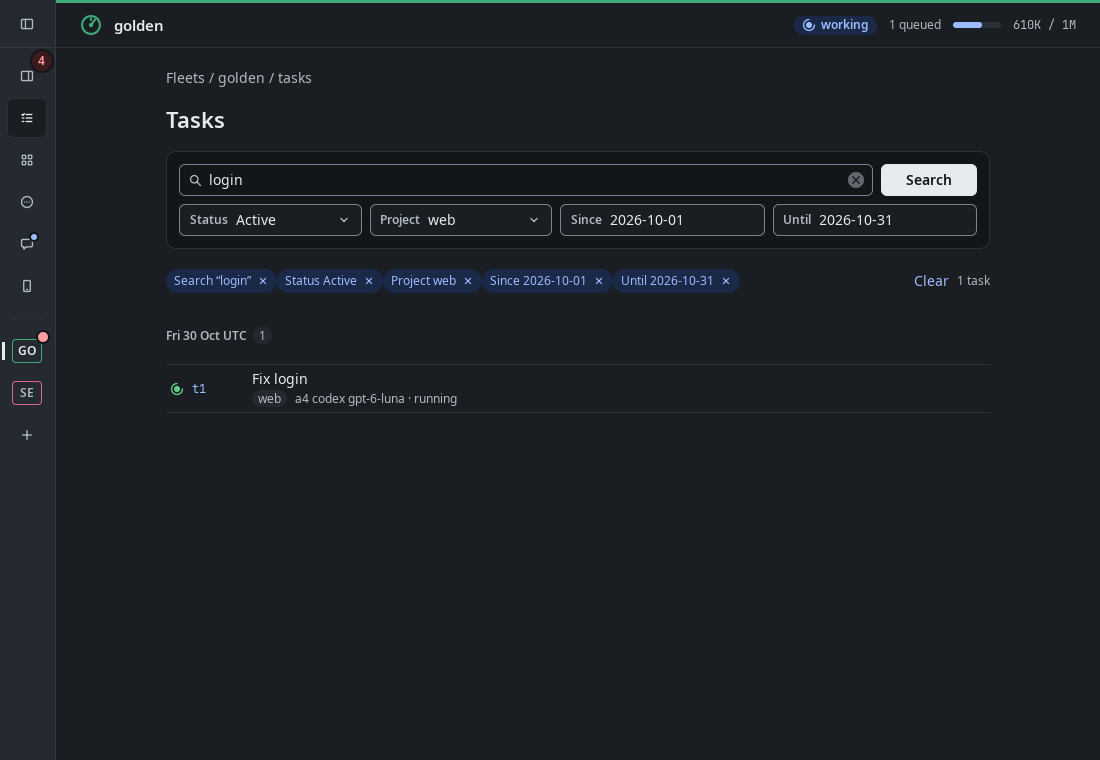 golden
working
1 queued
610K / 1M
4
Fleets / golden / tasks
Tasks
login
Search
Status Active
Project web
Since 2026-10-01
Until 2026-10-31
Search “login” ×
Status Active ×
Project web ×
Since 2026-10-01 ×
Until 2026-10-31 ×
Clear
1 task
Fri 30 Oct UTC 1
GO
t1
Fix login
web a4 codex gpt-6-luna · running
SE